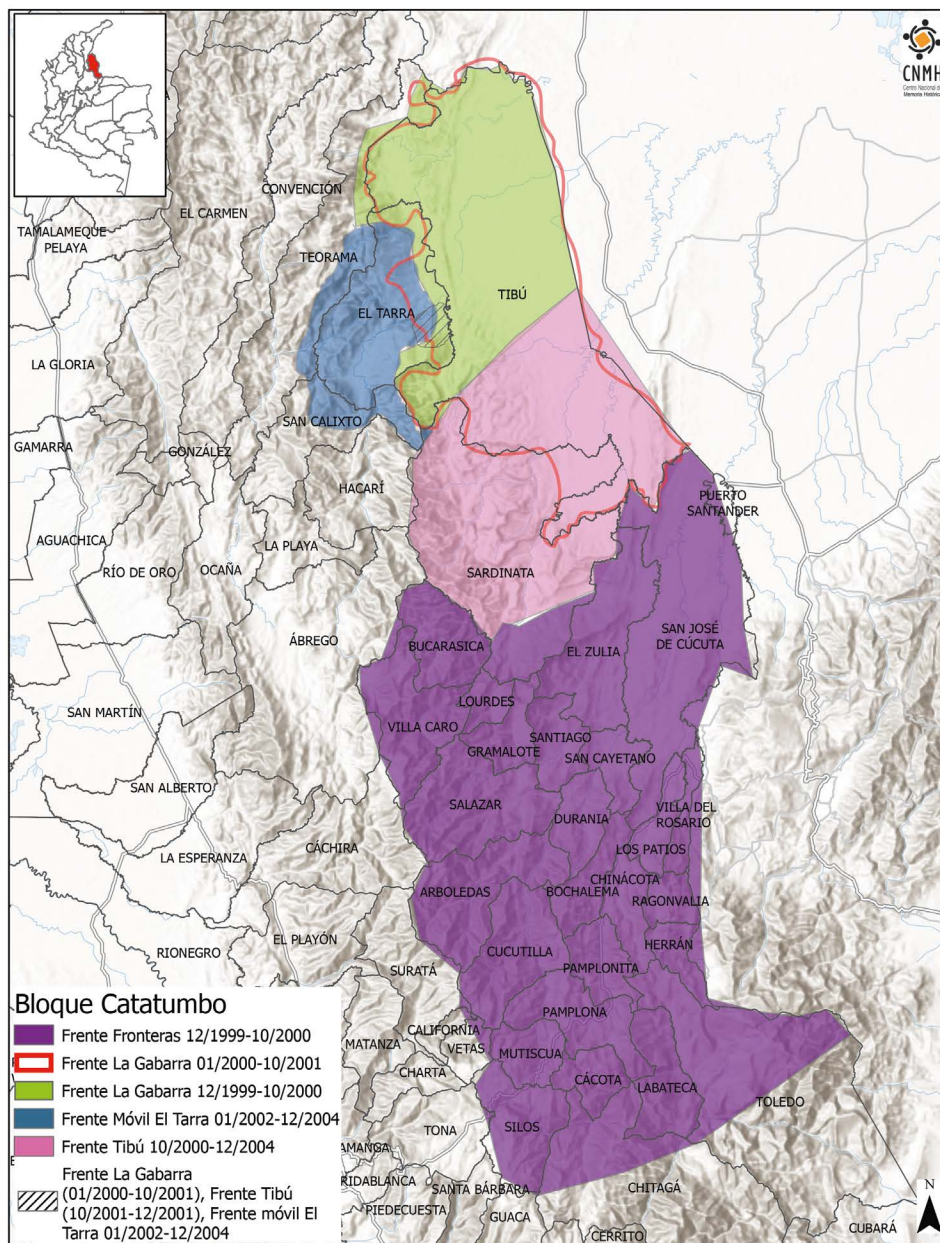 CNMH
Centro Nacional de
Memoria Histórica
CONVENCIÓN
EL CARMEN
TAMALAMEQUE
PELAYA
TEORAMA
TIBÚ
EL TARRA
LA GLORIA
SAN CALIXTO
GAMARRA
GONZÁLEZ
HACARÍ
PUERTO
SANTANDER
AGUACHICA
LA PLAYA
RÍO DE ORO
OCAÑA
SARDINATA
SAN JOSÉ
DE CÚCUTA
ÁBREGO
BUCARASICA
EL ZULIA
LOURDES
SAN MARTÍN
VILLA CARO
SANTIAGO
GRAMALOTE
SAN CAYETANO
SAN ALBERTO
SALAZAR
VILLA DEL
ROSARIO
DURANIA
CÁCHIRA
LOS PATIOS
LA ESPERANZA
CHINÁCOTA
ARBOLEDAS
BOCHALEMA
RAGONVALIA
EL PLAYÓN
HERRÁN
RIONEGRO
CUCUTILLA
SURATÁ
PAMPLONITA
PAMPLONA
CALIFORNIA
MATANZA
VETAS
MUTISCUA
CHARTA
CÁCOTA
LABATECA
TOLEDO
TONA
SILOS
AMANGA
RIDABLANCA
SANTA BÁRBARA
CHITAGÁ
PIEDECUESTA
GUACA
CERRITO
CUBARÁ
N
Bloque Catatumbo
Frente Fronteras 12/1999-10/2000
Frente La Gabarra 01/2000-10/2001
Frente La Gabarra 12/1999-10/2000
Frente Móvil El Tarra 01/2002-12/2004
Frente Tibú 10/2000-12/2004
Frente La Gabarra
(01/2000-10/2001), Frente Tibú
(10/2001-12/2001), Frente móvil El
Tarra 01/2002-12/2004